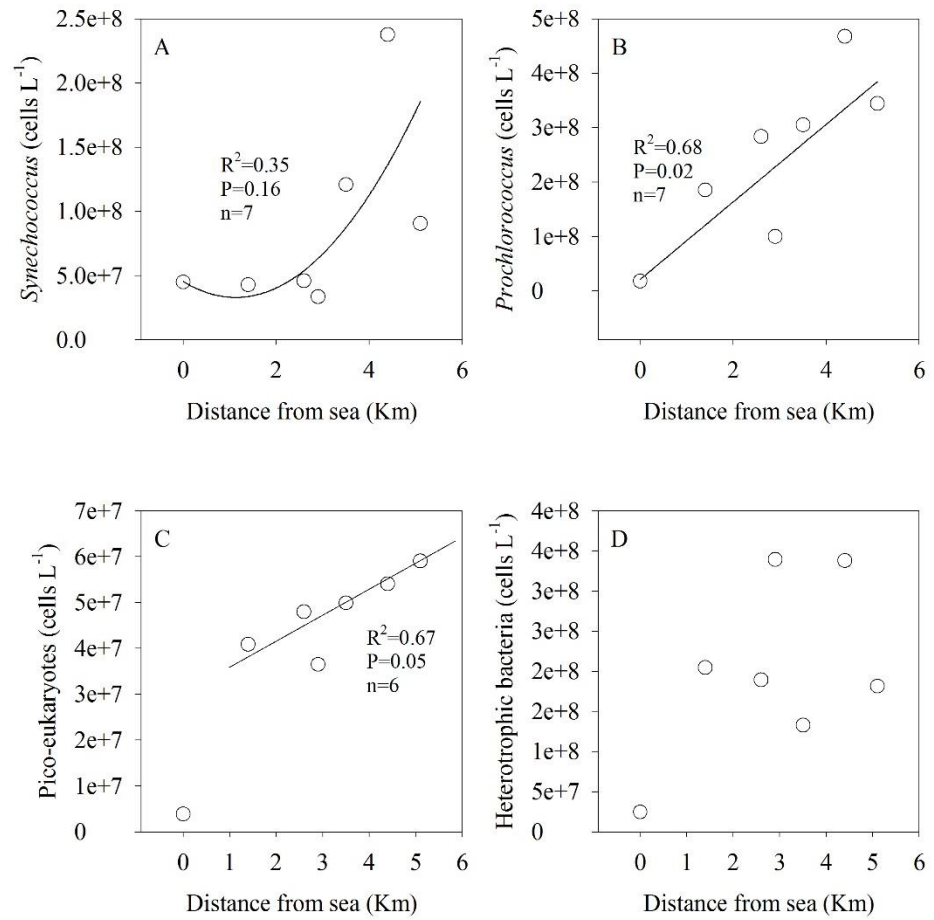 A
Synechococcus (cells L⁻¹)
2.5e+8
2.0e+8
1.5e+8
1.0e+8
5.0e+7
0.0
R²=0.35
P=0.16
n=7
0 2 4 6
Distance from sea (Km)
B
Prochlorococcus (cells L⁻¹)
5e+8
4e+8
3e+8
2e+8
1e+8
0
R²=0.68
P=0.02
n=7
0 2 4 6
Distance from sea (Km)
C
Pico-eukaryotes (cells L⁻¹)
7e+7
6e+7
5e+7
4e+7
3e+7
2e+7
1e+7
0
R²=0.67
P=0.05
n=6
0 1 2 3 4 5 6
Distance from sea (Km)
D
Heterotrophic bacteria (cells L⁻¹)
4e+8
4e+8
3e+8
3e+8
2e+8
2e+8
1e+8
5e+7
0
0 1 2 3 4 5 6
Distance from sea (Km)